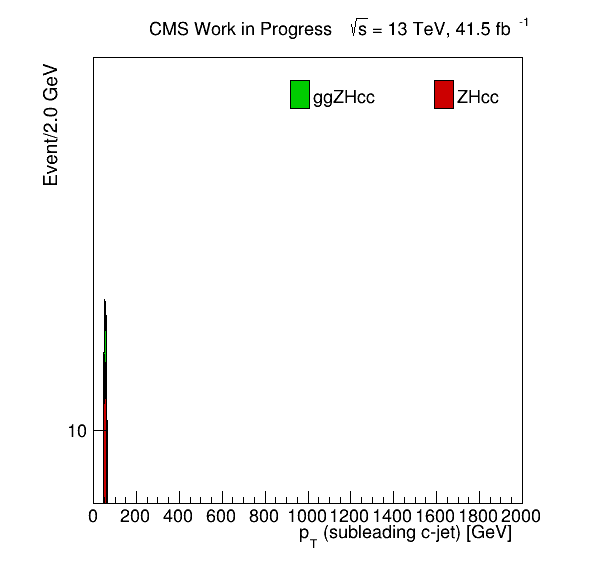 CMS Work in Progress √s = 13 TeV, 41.5 fb -1
Event/2.0 GeV
ggZHcc ZHcc
10
0 200 400 600 800 1000 1200 1400 1600 1800 2000
pT (subleading c-jet) [GeV]